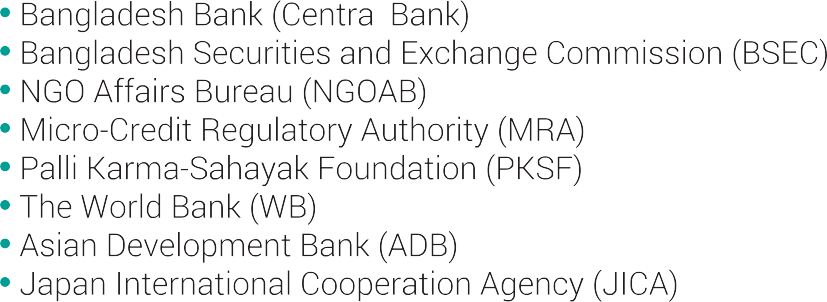 • Bangladesh Bank (Centra Bank)
• Bangladesh Securities and Exchange Commission (BSEC)
• NGO Affairs Bureau (NGOAB)
• Micro-Credit Regulatory Authority (MRA)
• Palli Karma-Sahayak Foundation (PKSF)
• The World Bank (WB)
• Asian Development Bank (ADB)
• Japan International Cooperation Agency (JICA)